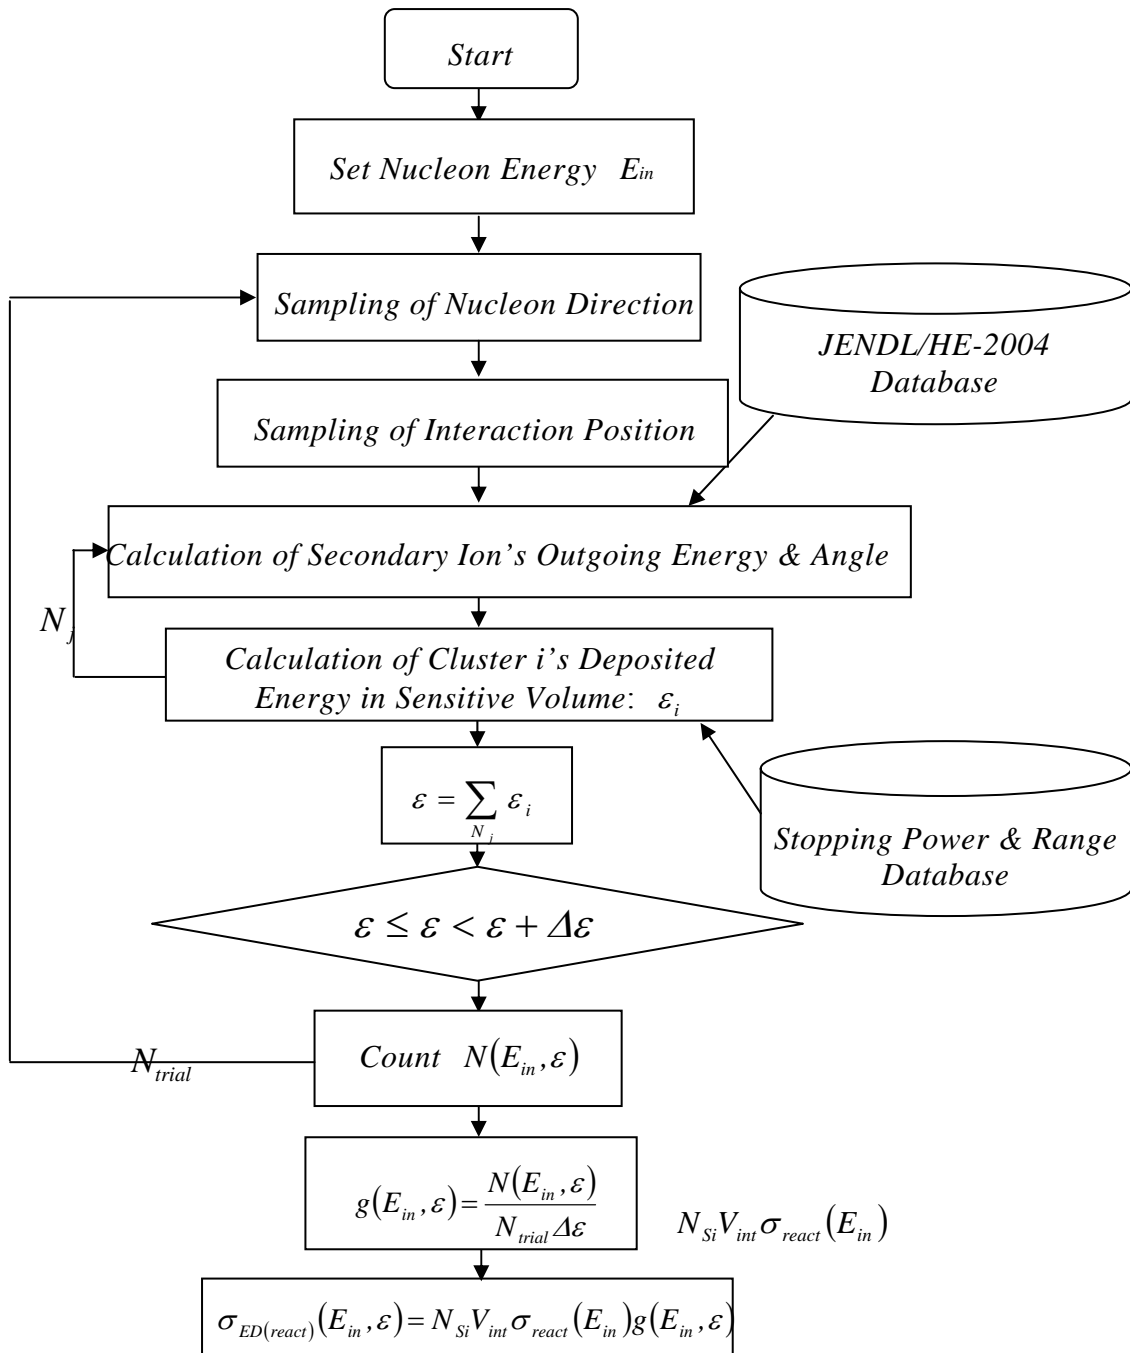 Start
Set Nucleon Energy E_in
Sampling of Nucleon Direction
JENDL/HE-2004
Database
Sampling of Interaction Position
Calculation of Secondary Ion's Outgoing Energy & Angle
N_j
Calculation of Cluster i's Deposited
Energy in Sensitive Volume: ε_i
ε = ∑_{N_j} ε_i
Stopping Power & Range
Database
ε ≤ ε < ε + Δε
Count N(E_in, ε)
N_trial
g(E_in, ε) = N(E_in, ε) / N_trial Δε
N_Si V_int σ_react (E_in)
σ_ED(react) (E_in, ε) = N_Si V_int σ_react (E_in) g(E_in, ε)